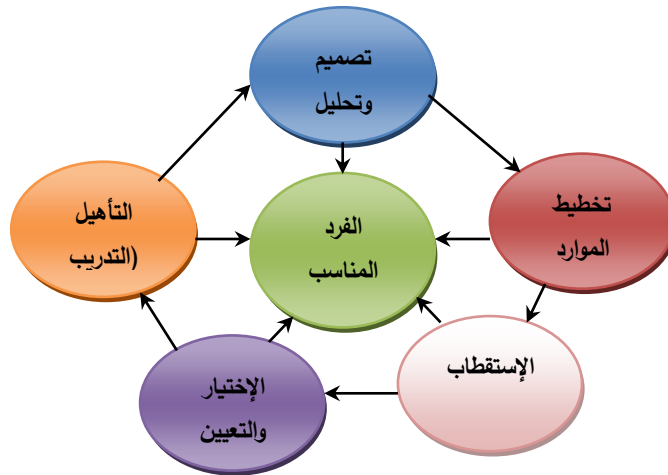 تصميم
وتحليل
تخطيط
الموارد
الفرد
المناسب
التأهيل
(التدريب
الإستقطاب
الإختيار
والتعيين